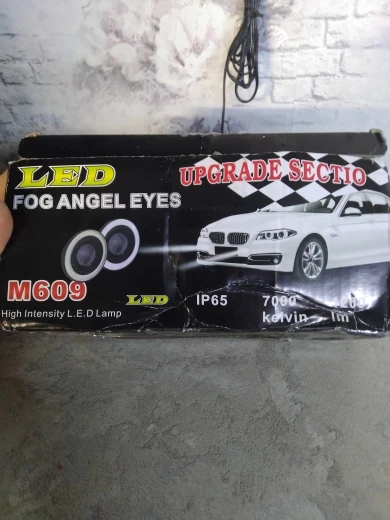 LED
UPGRADE SECTIO
FOG ANGEL EYES
M609
LED
IP65
7000
kelvin
lm
High Intensity L.E.D Lamp